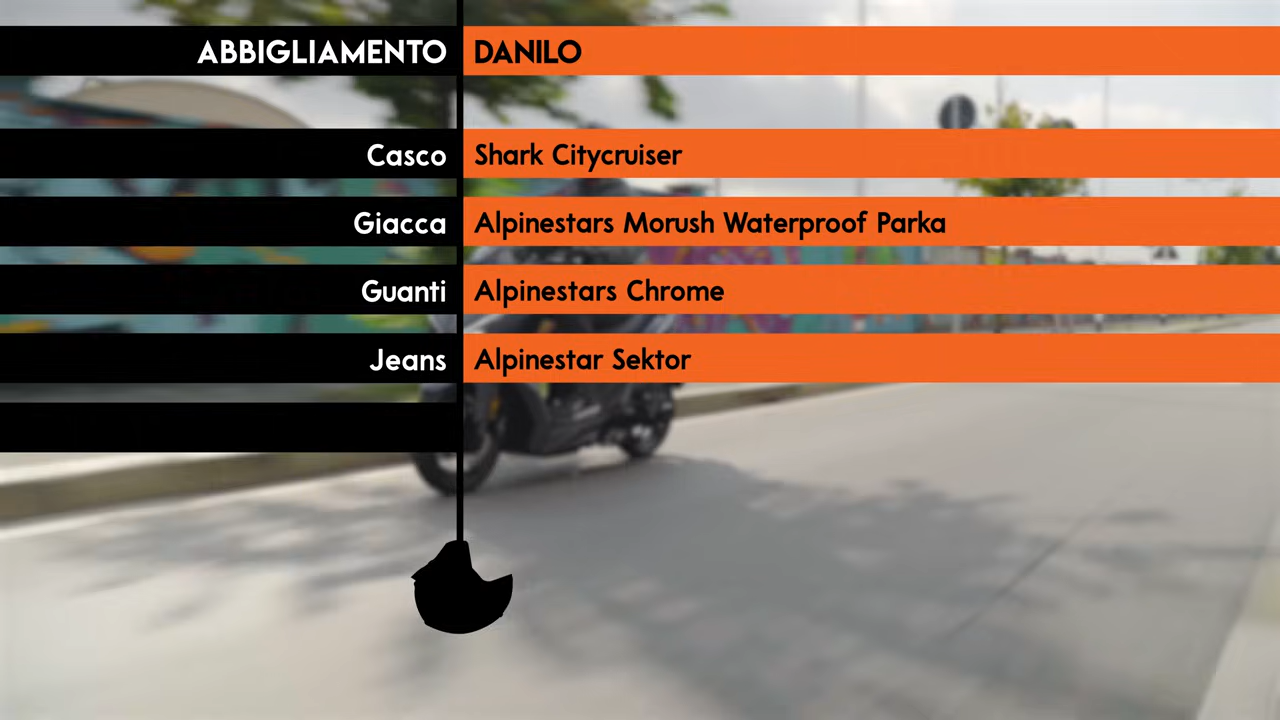 ABBIGLIAMENTO DANILO
Casco Shark Citycruiser
Giacca Alpinestars Morush Waterproof Parka
Guanti Alpinestars Chrome
Jeans Alpinestar Sektor